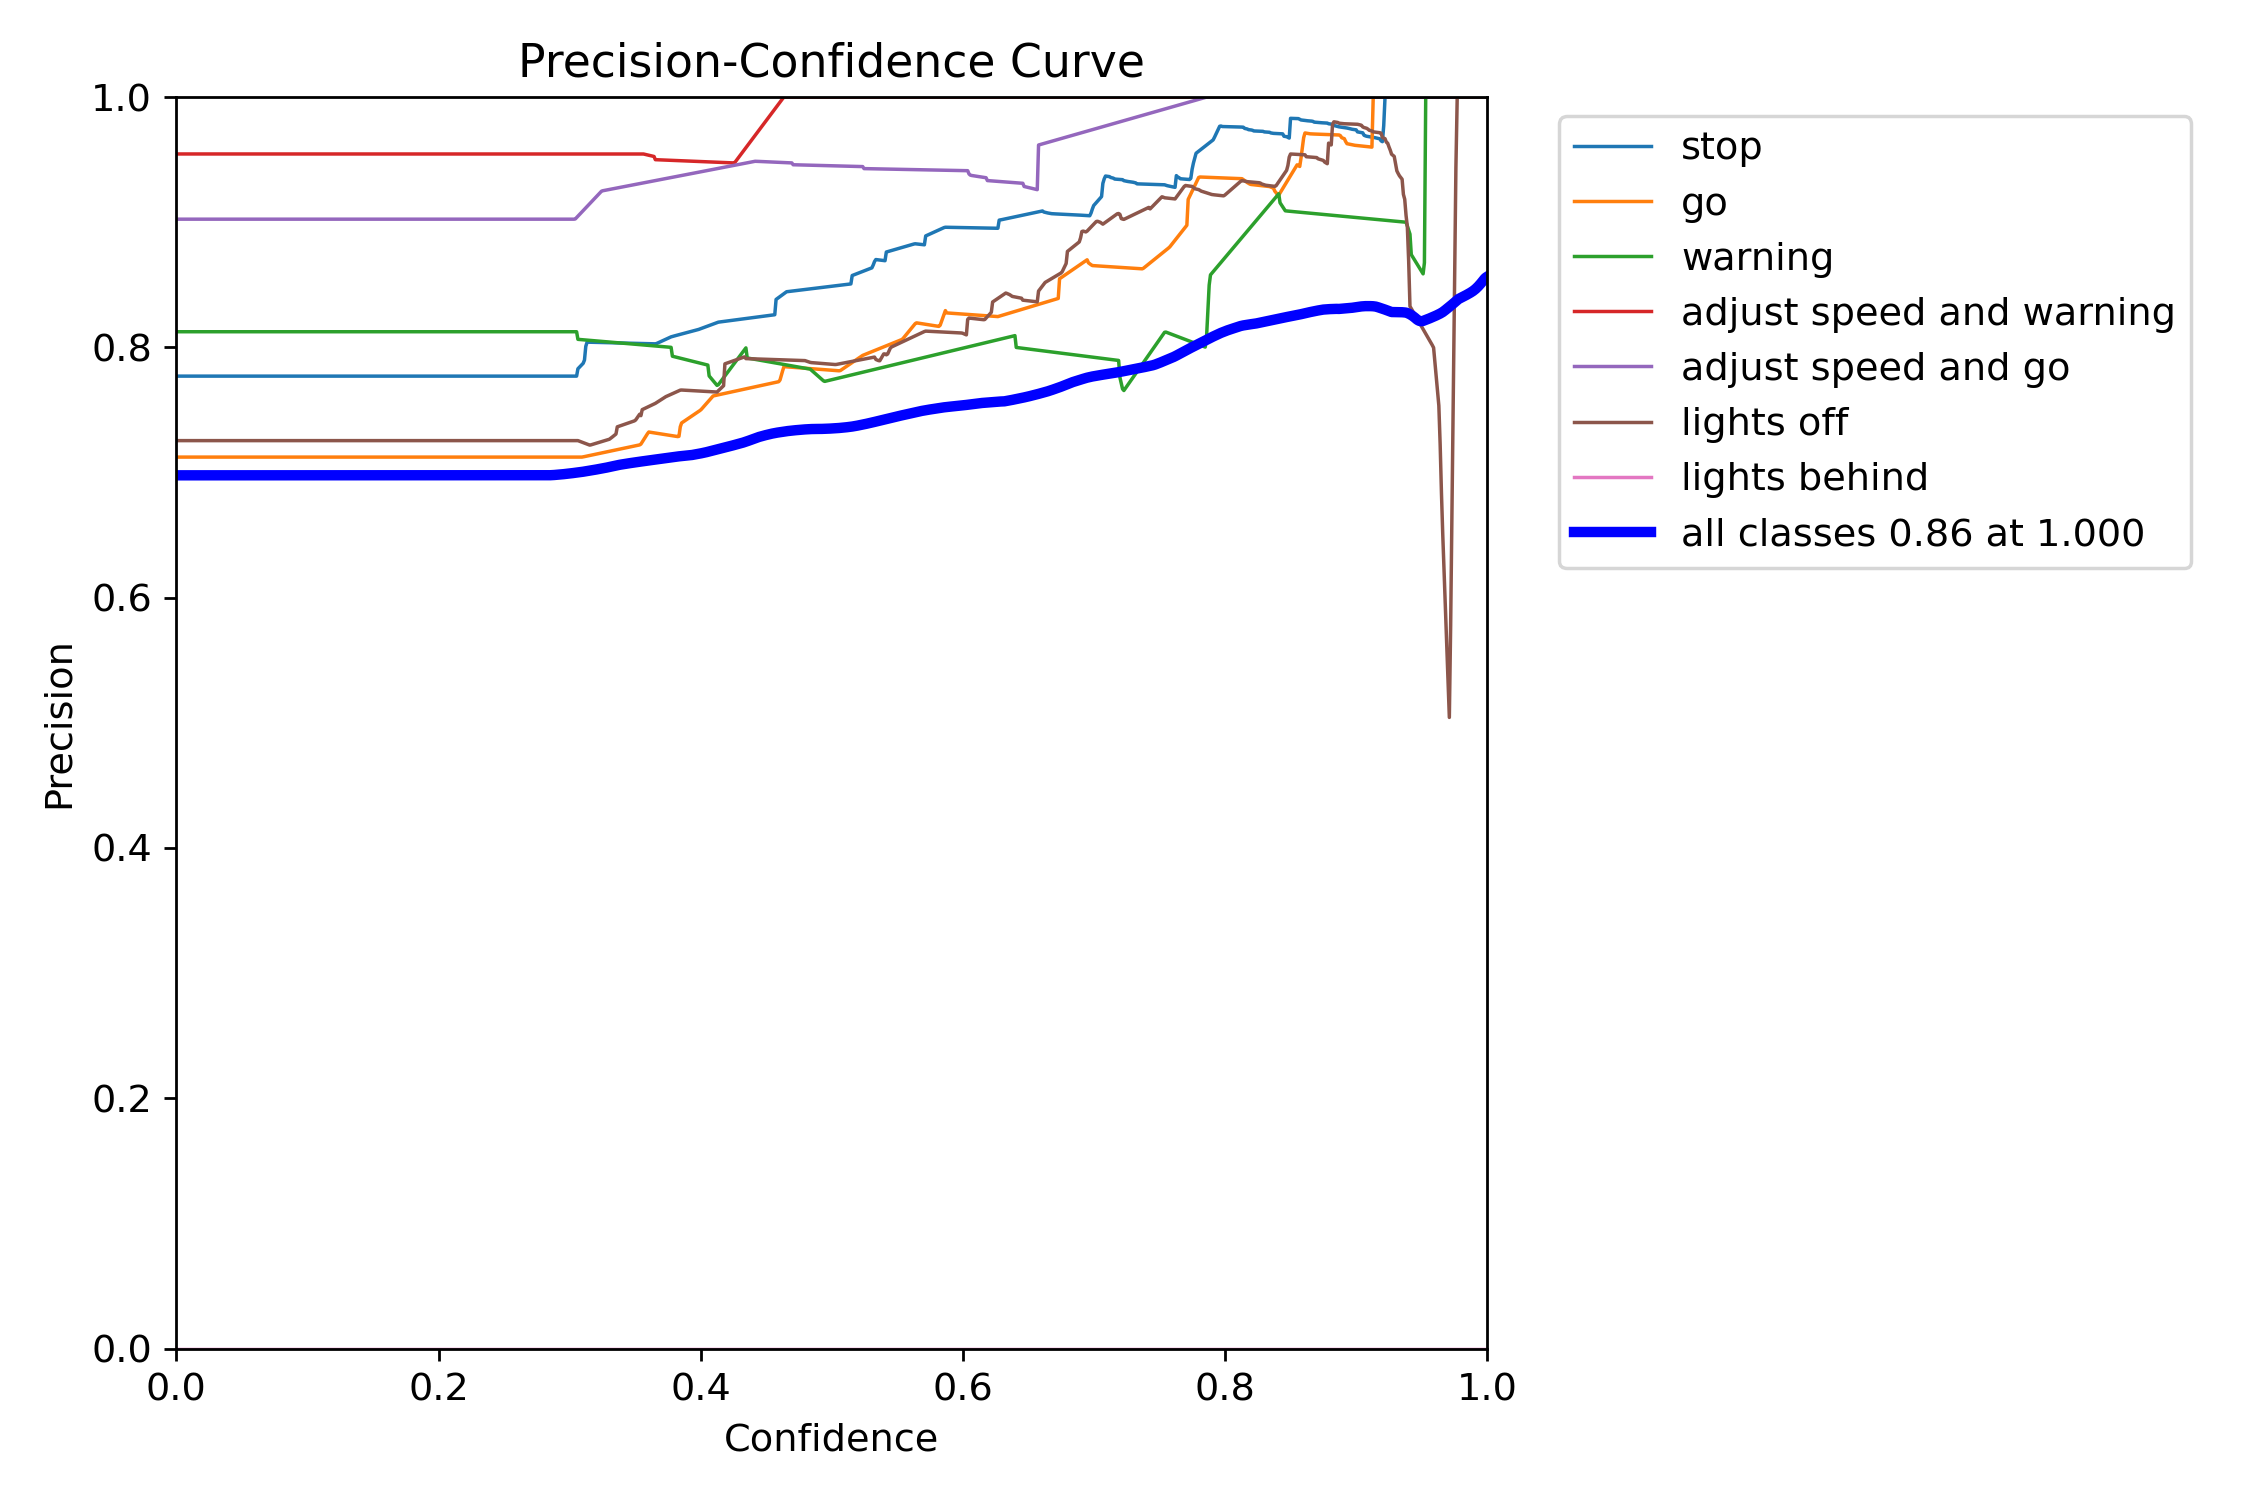 Precision-Confidence Curve
1.0
0.8
0.6
0.4
0.2
0.0
Precision
0.0 0.2 0.4 0.6 0.8 1.0
Confidence
stop
go
warning
adjust speed and warning
adjust speed and go
lights off
lights behind
all classes 0.86 at 1.000